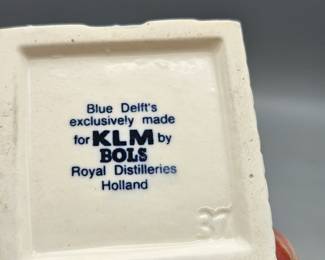 Blue Delft's
exclusively made
for KLM by
BOLS
Royal Distilleries
Holland
37